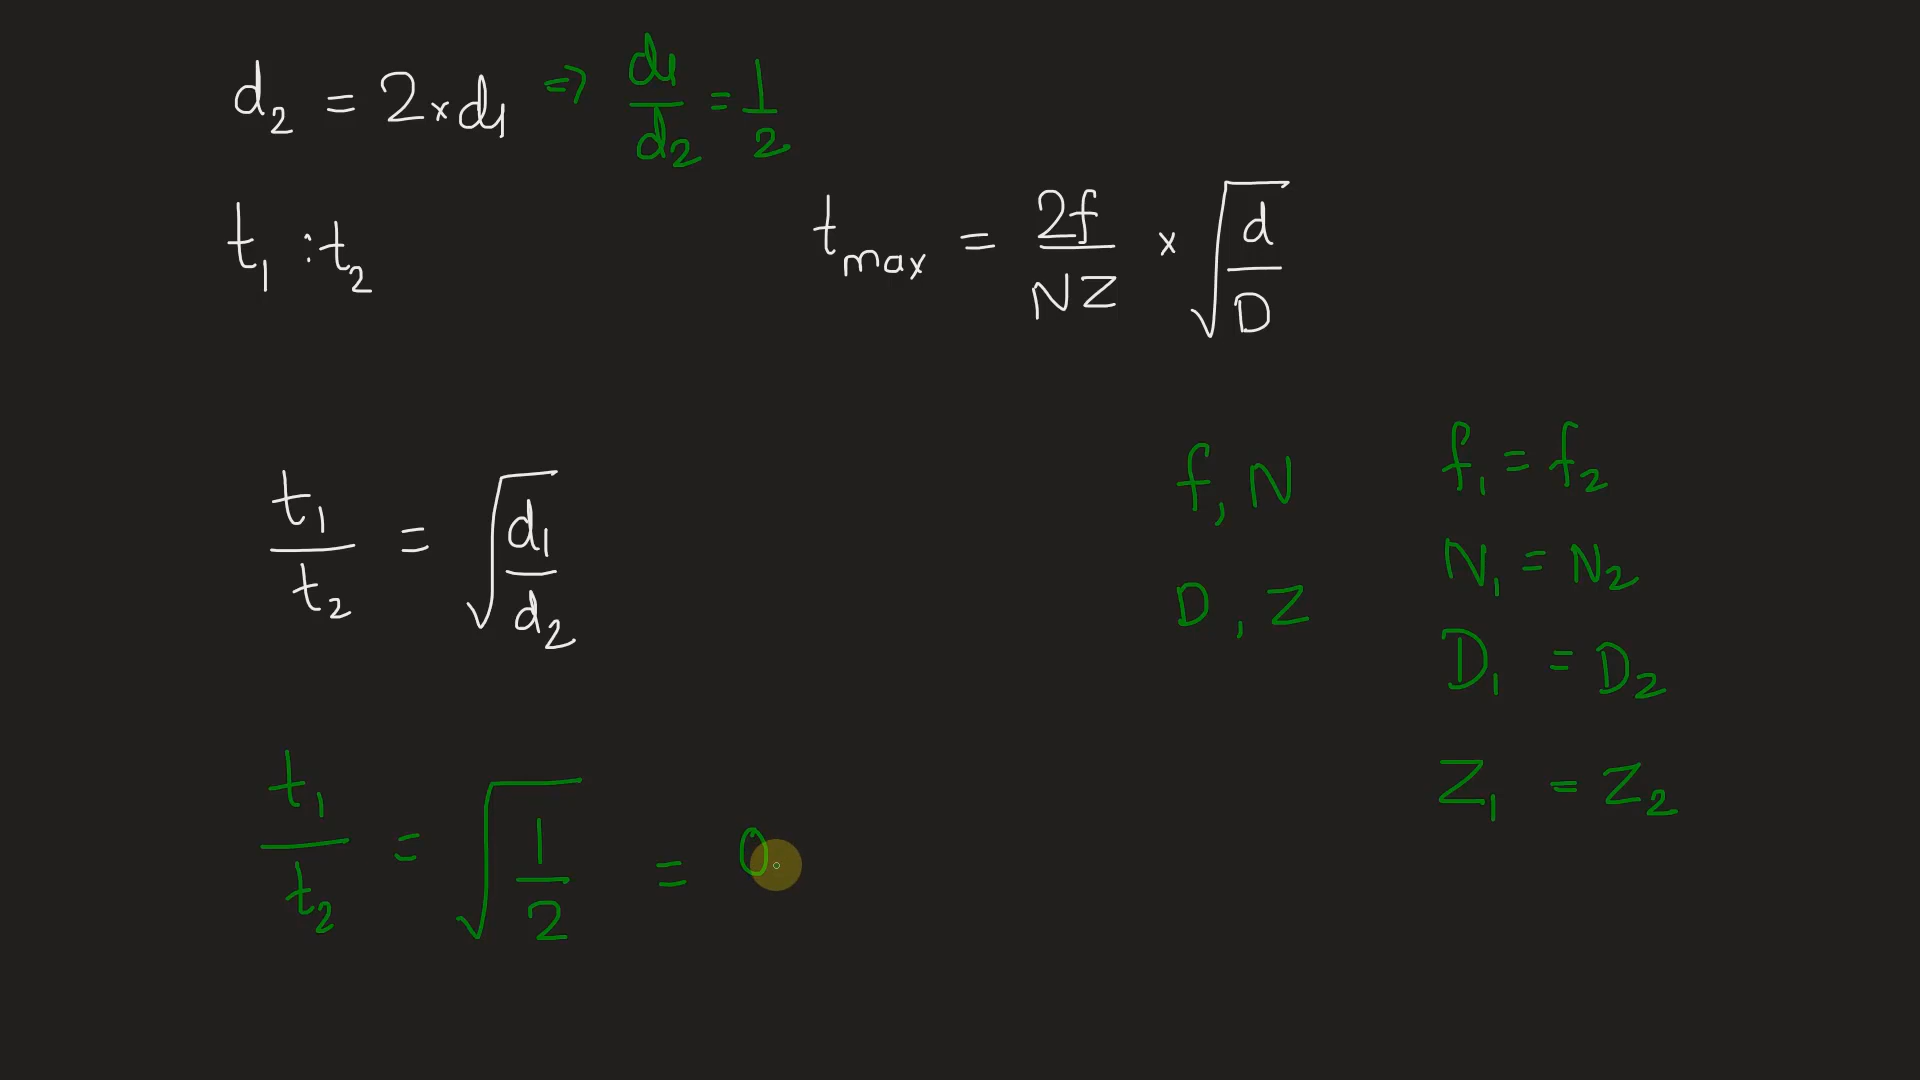 d₂ = 2 × d₁ ⇒ d₁/d₂ = 1/2
t₁ : t₂
t_max = 2f/NZ × √(d/D)
t₁/t₂ = √(d₁/d₂)
f, N
D, Z
f₁ = f₂
N₁ = N₂
D₁ = D₂
Z₁ = Z₂
t₁/t₂ = √(1/2) = 0